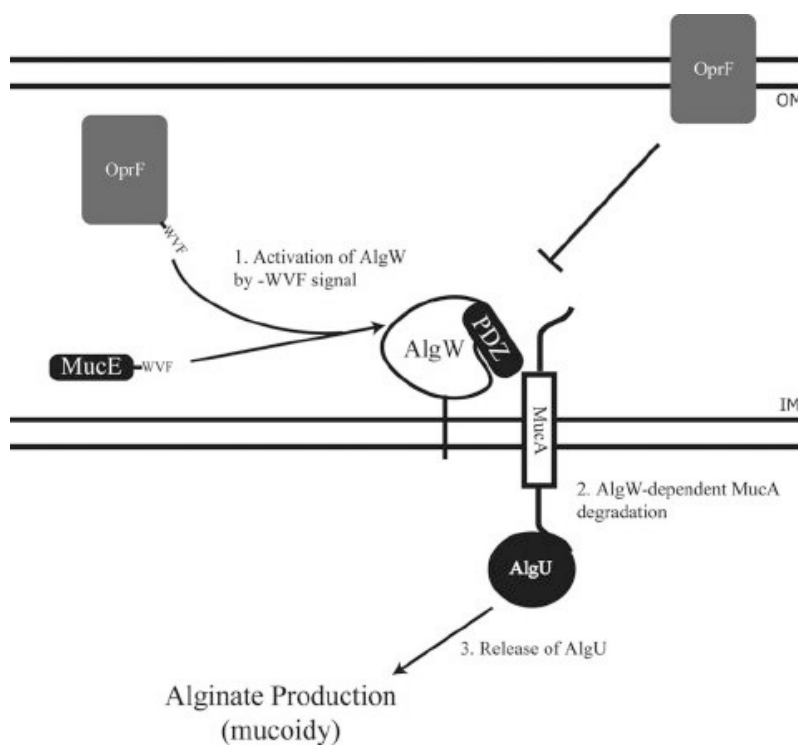 OprF
OM
OprF
WVF
1. Activation of AlgW
by -WVF signal
PDZ
AlgW
MucE
-WVF
MucA
IM
2. AlgW-dependent MucA
degradation
AlgU
3. Release of AlgU
Alginate Production
(mucoidy)